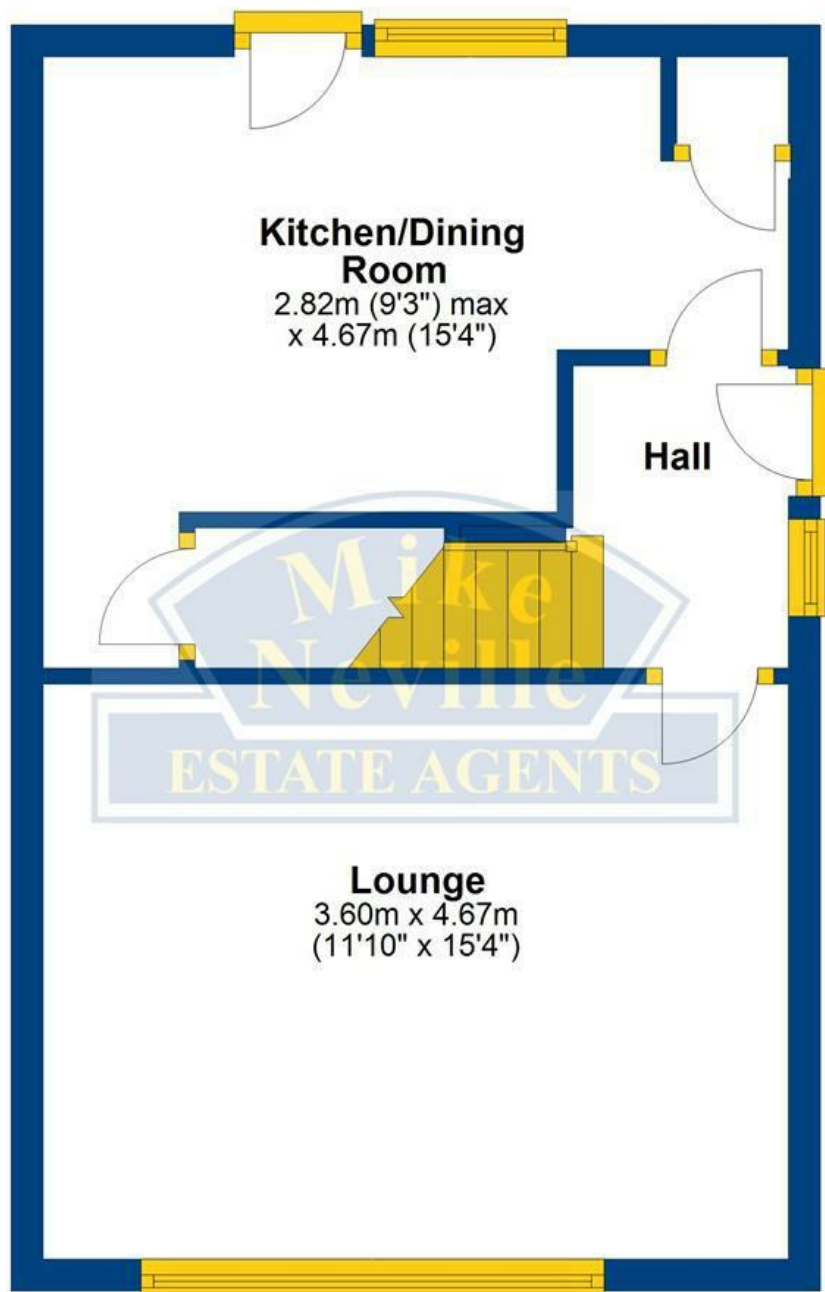 Kitchen/Dining
Room
2.82m (9'3") max
x 4.67m (15'4")
Hall
Mike
Neville
ESTATE AGENTS
Lounge
3.60m x 4.67m
(11'10" x 15'4")